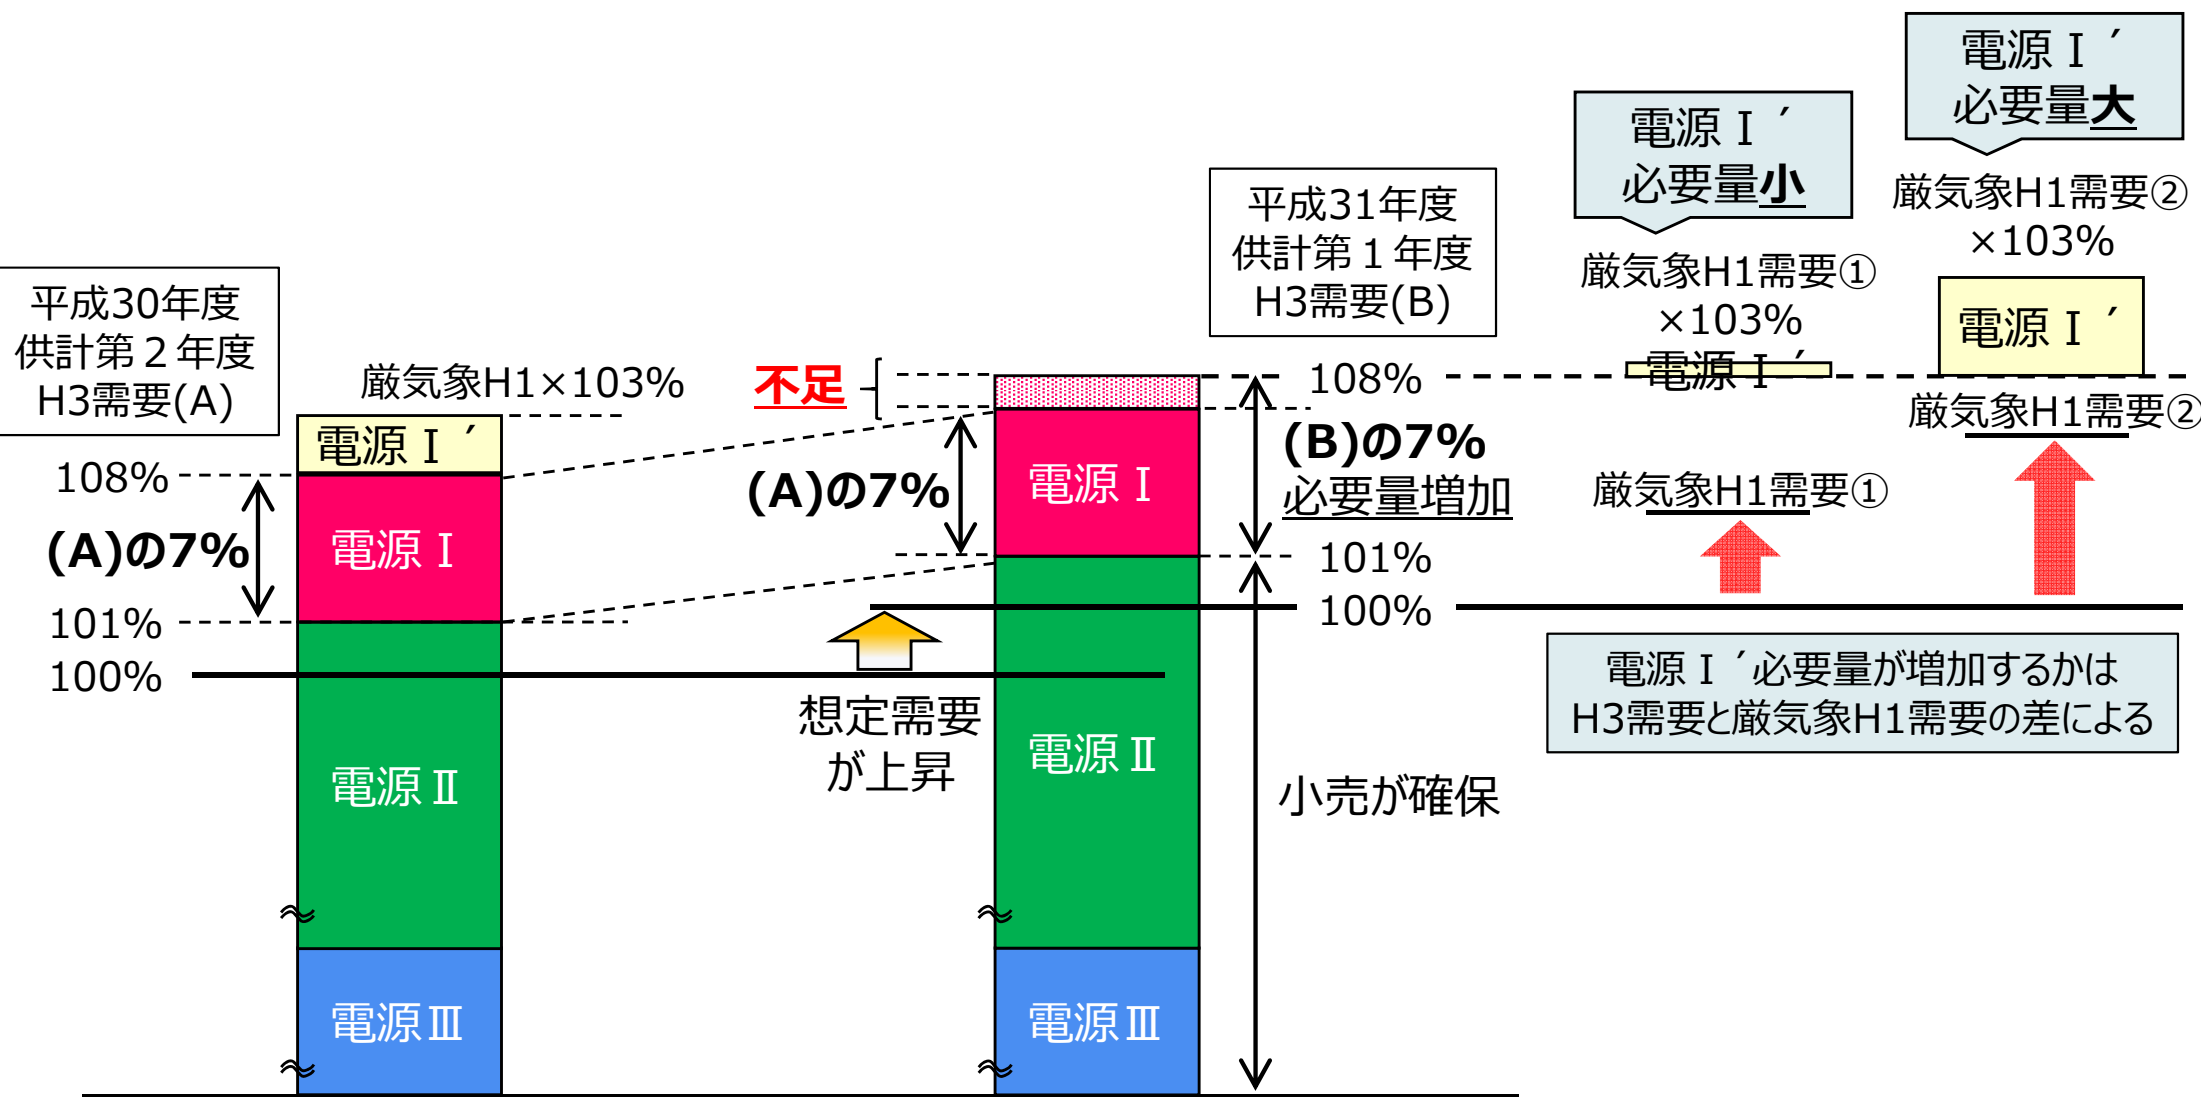 平成30年度
供計第２年度
H3需要(A)
厳気象H1×103%
電源Ⅰ´
108%
(A)の7%
電源Ⅰ
101%
100%
電源Ⅱ
電源Ⅲ
不足
(A)の7%
電源Ⅰ
想定需要
が上昇
電源Ⅱ
電源Ⅲ
平成31年度
供計第１年度
H3需要(B)
108%
(B)の7%
必要量増加
101%
100%
小売が確保
電源Ⅰ´
必要量小
厳気象H1需要①
×103%
電源Ⅰ´
厳気象H1需要①
電源Ⅰ´
必要量大
厳気象H1需要②
×103%
電源Ⅰ´
厳気象H1需要②
電源Ⅰ´必要量が増加するかは
H3需要と厳気象H1需要の差による